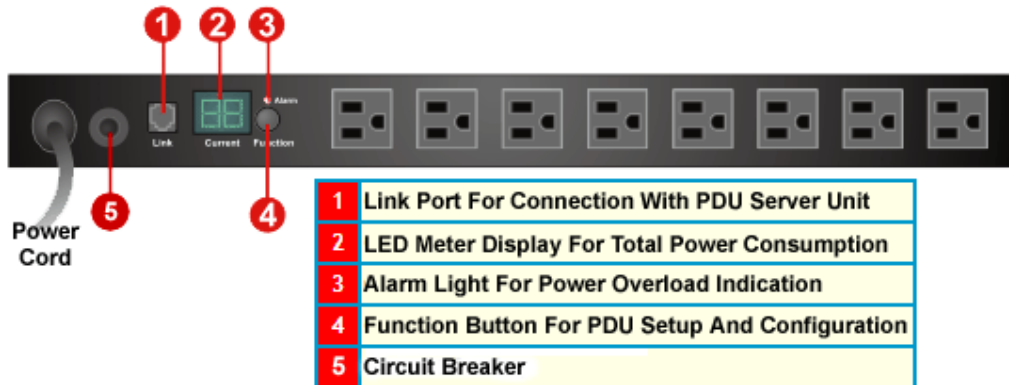 1 2 3
Alarm
Link Current Function
5 4
Power
Cord
1 Link Port For Connection With PDU Server Unit
2 LED Meter Display For Total Power Consumption
3 Alarm Light For Power Overload Indication
4 Function Button For PDU Setup And Configuration
5 Circuit Breaker